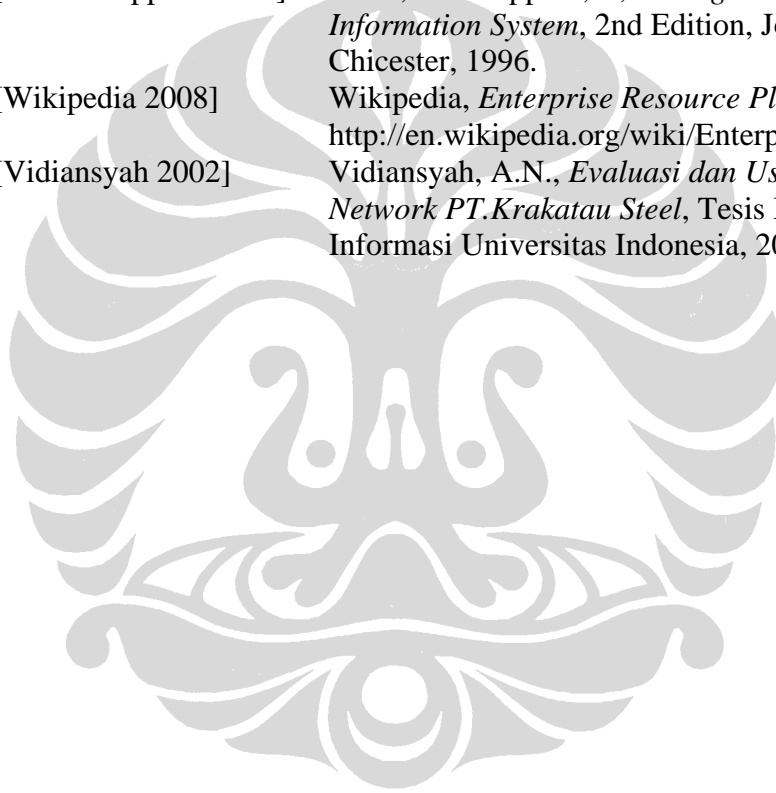 Information System, 2nd Edition, Jo
Chicester, 1996.
[Wikipedia 2008] Wikipedia, Enterprise Resource Pl
http://en.wikipedia.org/wiki/Enterp
[Vidiansyah 2002] Vidiansyah, A.N., Evaluasi dan Us
Network PT.Krakatau Steel, Tesis
Informasi Universitas Indonesia, 20